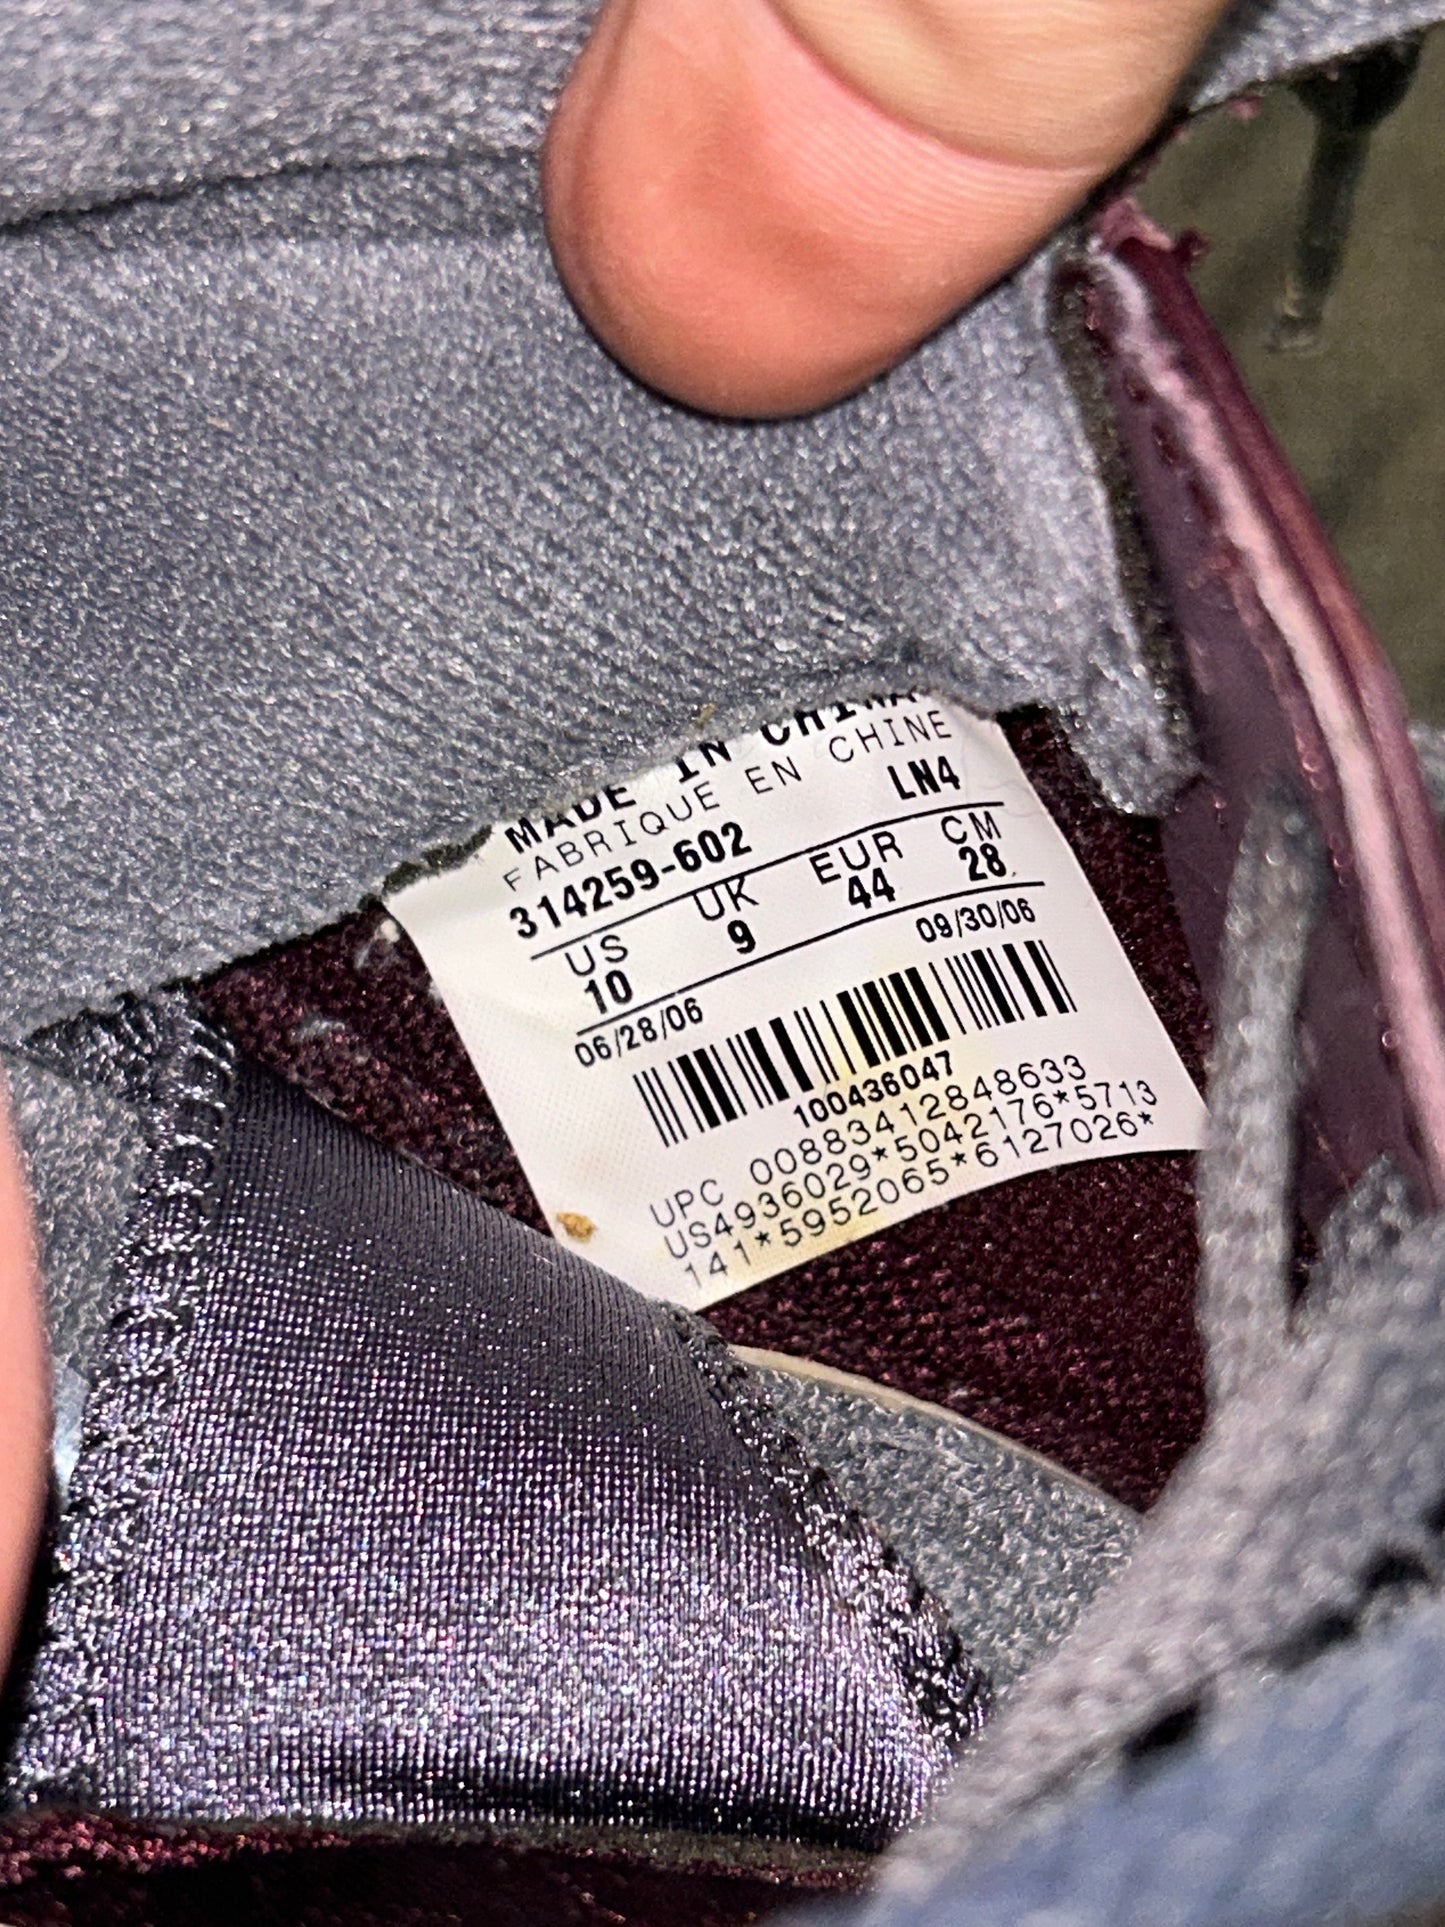 MADE IN CHINA
FABRIQUE EN CHINE
314259-602 LN4
US UK EUR CM
10 9 44 28
06/28/06 09/30/06
100436047
UPC 00883412848633
US4936029*5042176*5713
141*5952065*6127026*